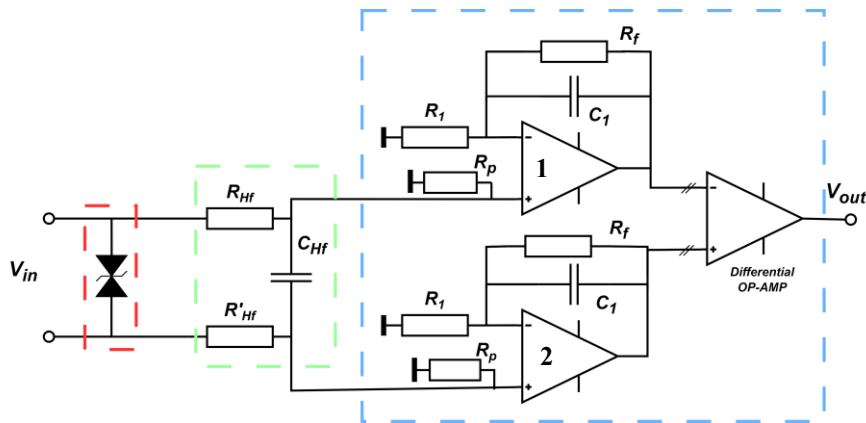 R_f
C_1
R_1
R_p
1
-
+
R_Hf
C_Hf
V_in
R'_Hf
V_out
-
+
Differential
OP-AMP
R_f
C_1
R_1
R_p
2
-
+